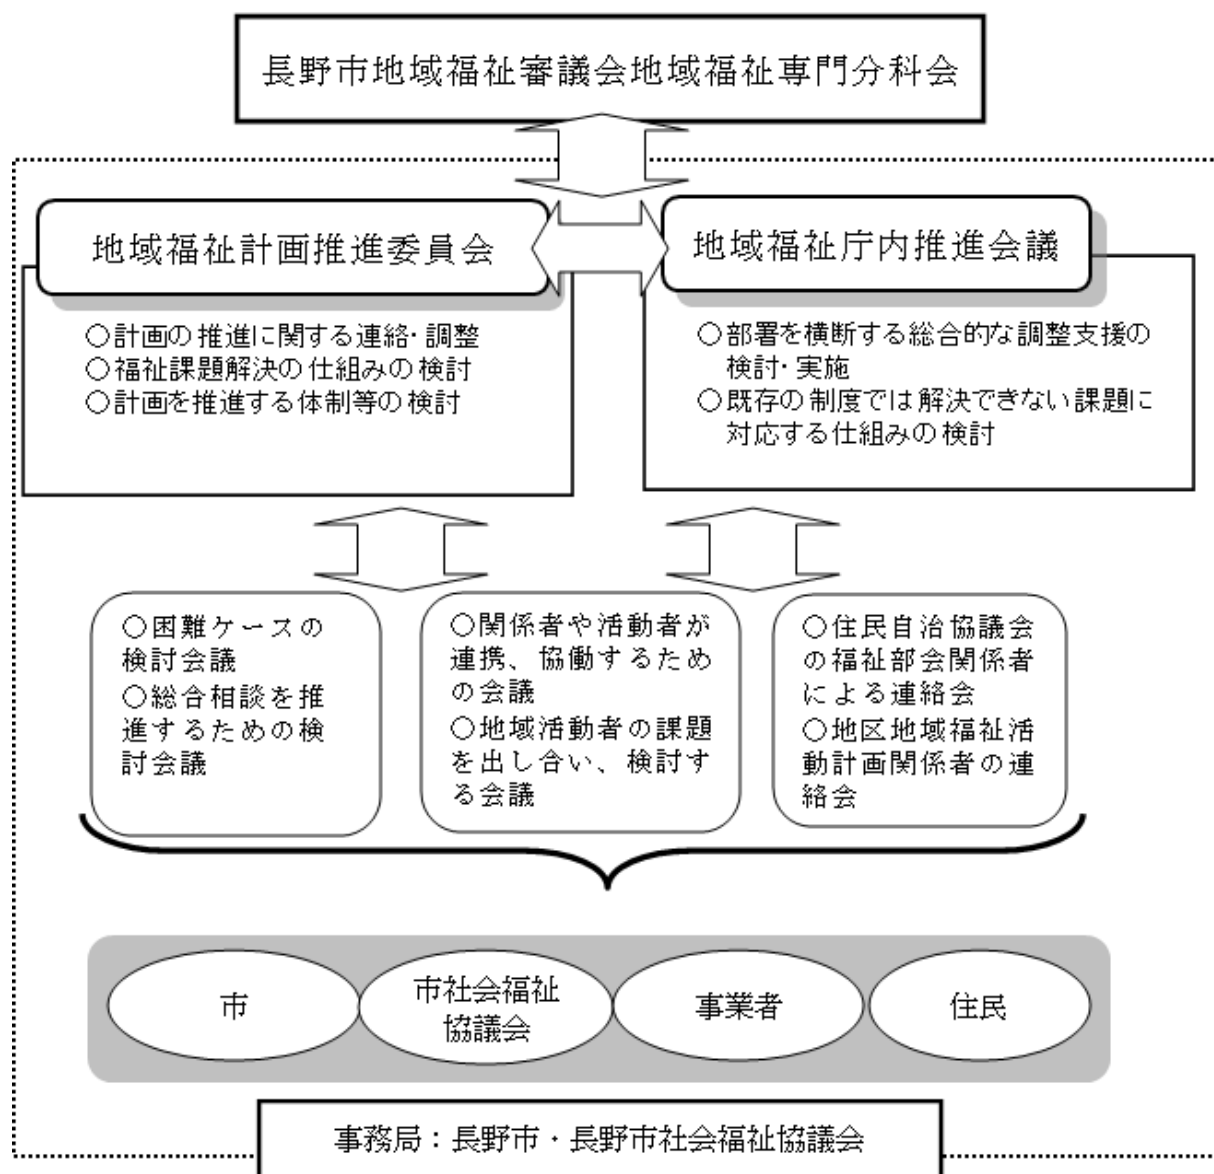 長野市地域福祉審議会地域福祉専門分科会
地域福祉計画推進委員会
○計画の推進に関する連絡・調整
○福祉課題解決の仕組みの検討
○計画を推進する体制等の検討
地域福祉庁内推進会議
○部署を横断する総合的な調整支援の
検討・実施
○既存の制度では解決できない課題に
対応する仕組みの検討
○困難ケースの
検討会議
○総合相談を推
進するための検
討会議
○関係者や活動者が
連携、協働するため
の会議
○地域活動者の課題
を出し合い、検討す
る会議
○住民自治協議会
の福祉部会関係者
による連絡会
○地区地域福祉活
動計画関係者の連
絡会
市
市社会福祉
協議会
事業者
住民
事務局：長野市・長野市社会福祉協議会